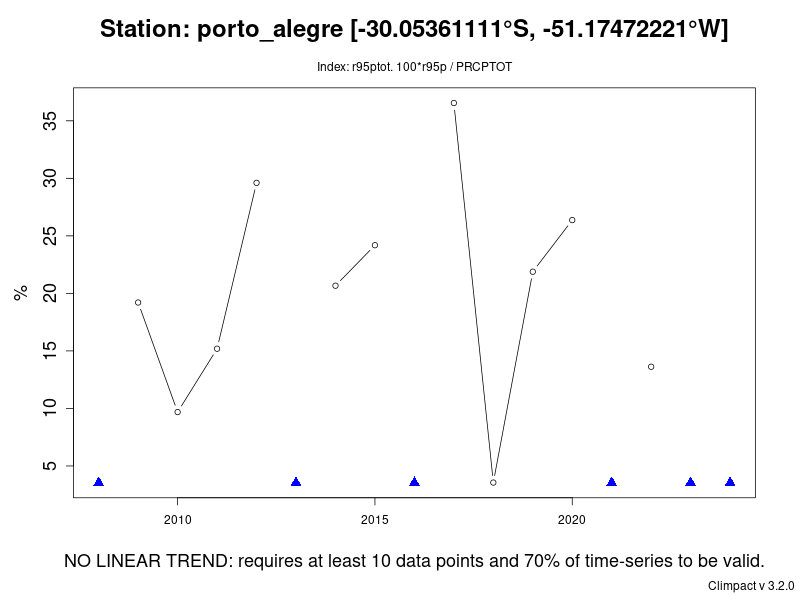 Station: porto_alegre [-30.05361111°S, -51.17472221°W]
Index: r95ptot. 100*r95p / PRCPTOT
35
30
25
20
15
10
5
%
2010 2015 2020
NO LINEAR TREND: requires at least 10 data points and 70% of time-series to be valid.
Climpact v 3.2.0